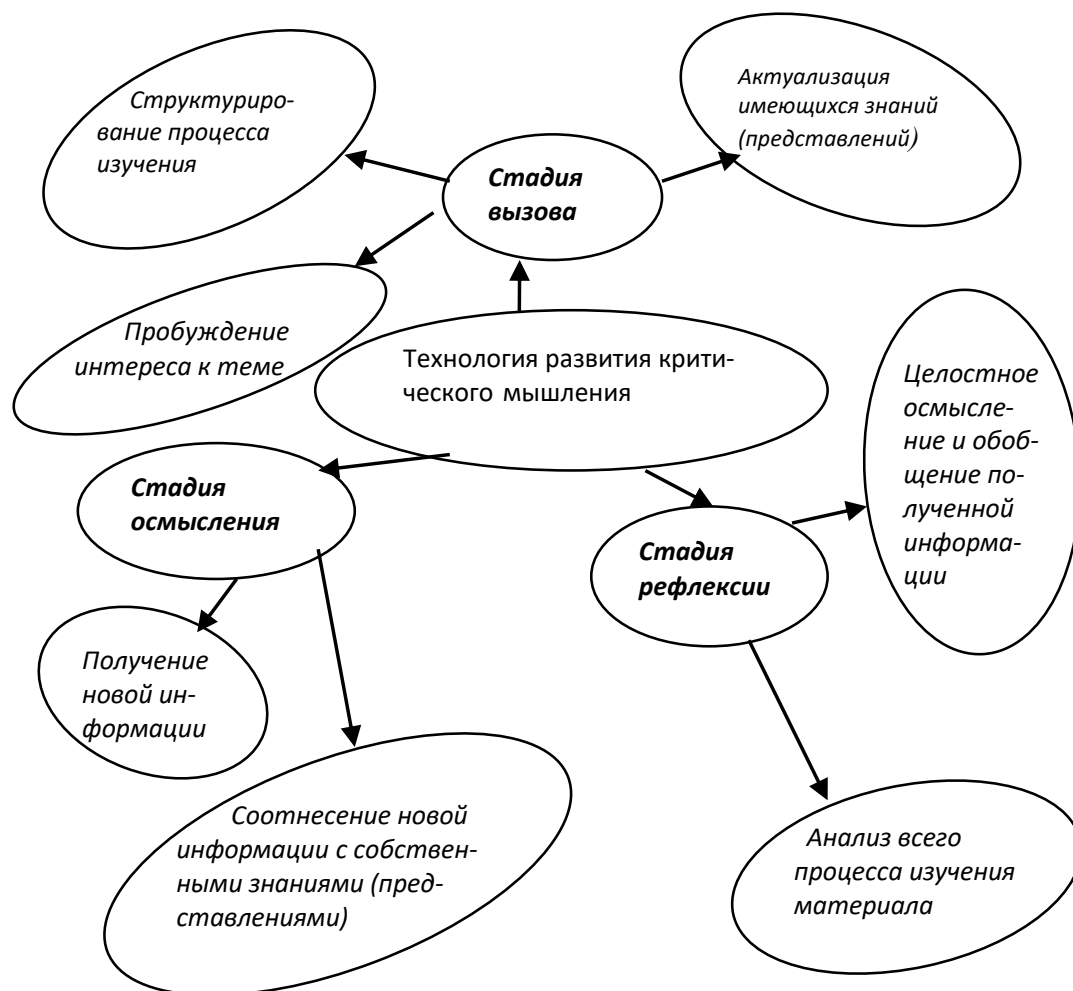 Структуриро-
вание процесса
изучения
Актуализация
имеющихся знаний
(представлений)
Стадия
вызова
Пробуждение
интереса к теме
Технология развития крити-
ческого мышления
Целостное
осмысле-
ние и обоб-
щение по-
лученной
информа-
ции
Стадия
осмысления
Стадия
рефлексии
Получение
новой ин-
формации
Соотнесение новой
информации с собствен-
ными знаниями (пред-
ставлениями)
Анализ всего
процесса изучения
материала